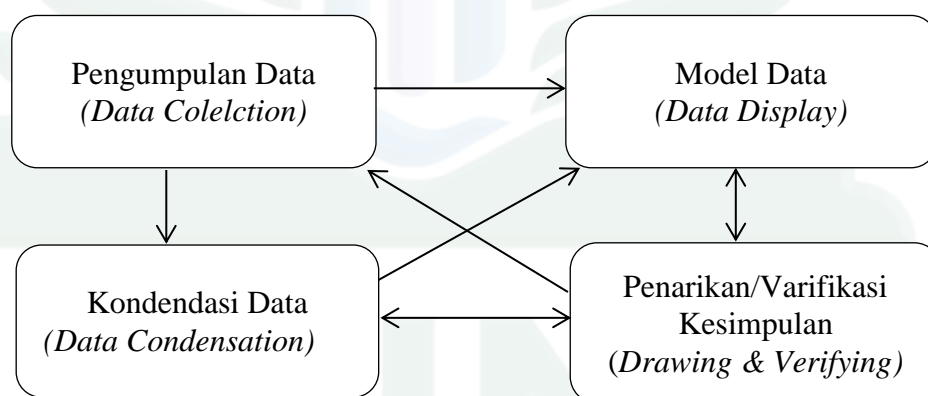 Pengumpulan Data
(Data Colelction)
Model Data
(Data Display)
Kondendasi Data
(Data Condensation)
Penarikan/Varifikasi
Kesimpulan
(Drawing & Verifying)